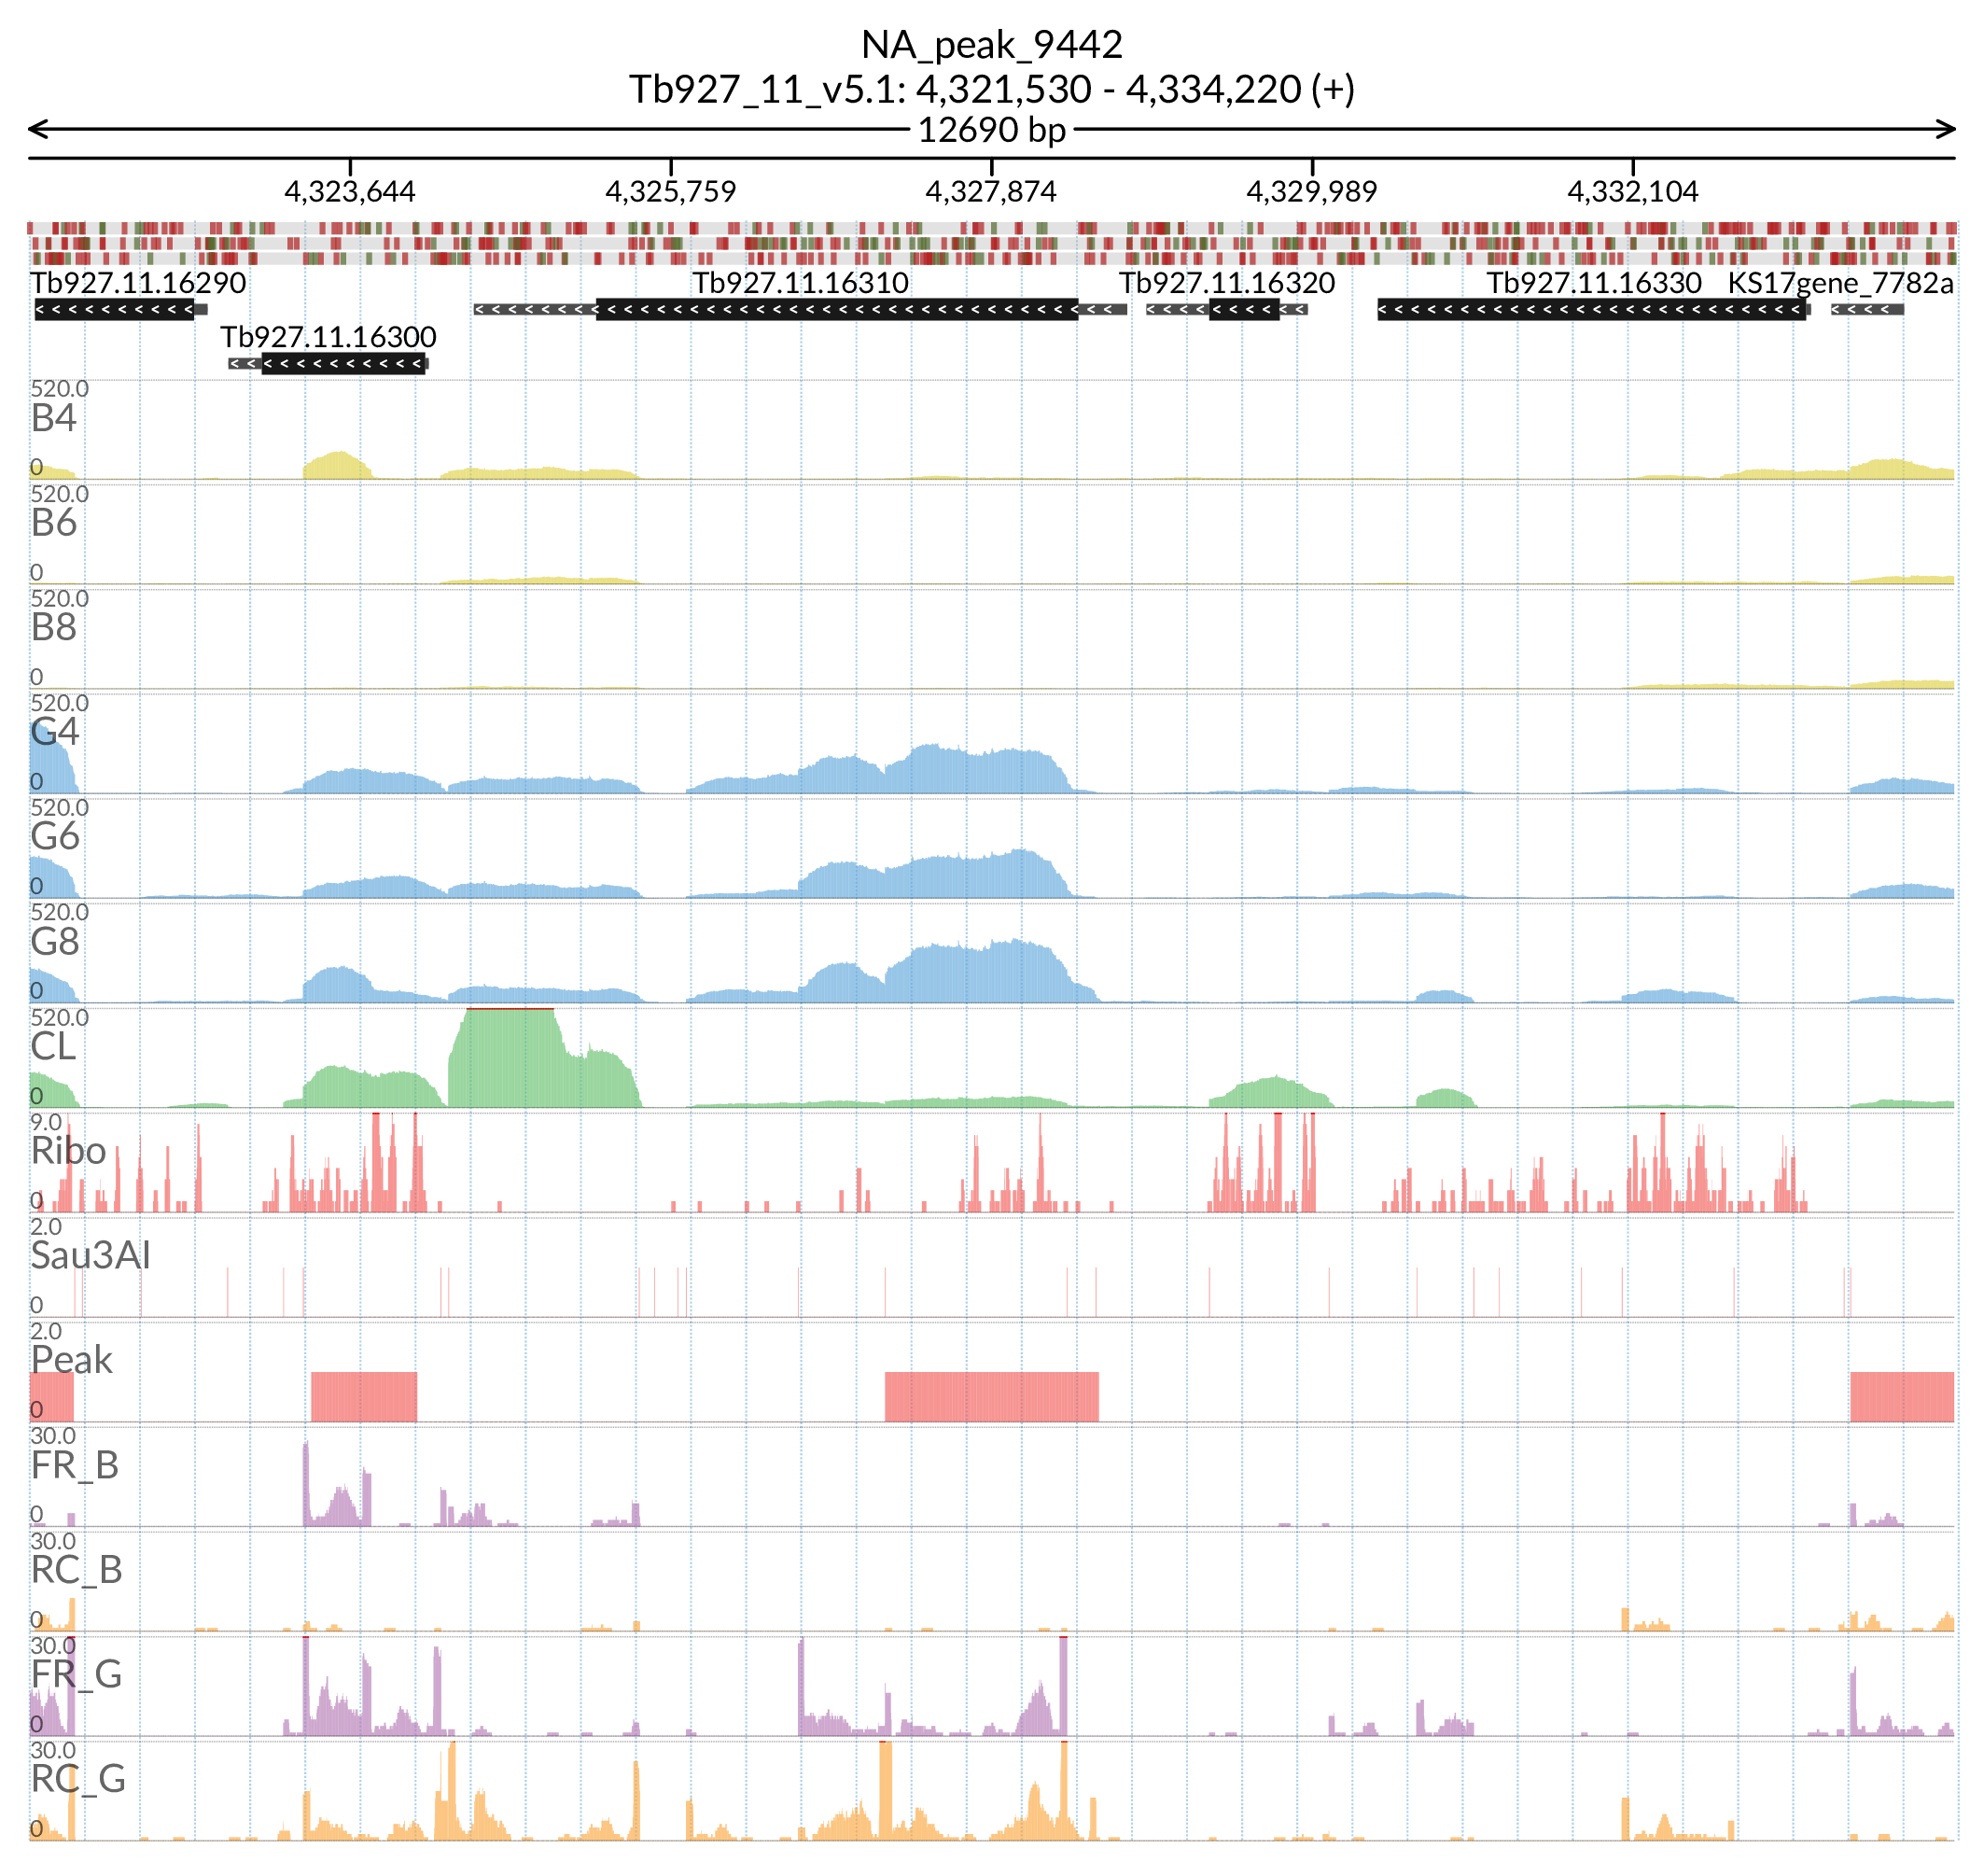 NA_peak_9442
Tb927_11_v5.1: 4,321,530 - 4,334,220 (+)
12690 bp
4,323,644 4,325,759 4,327,874 4,329,989 4,332,104
Tb927.11.16290 Tb927.11.16310 Tb927.11.16320 Tb927.11.16330 KS17gene_7782a
Tb927.11.16300
520.0
B4
0
520.0
B6
0
520.0
B8
0
520.0
G4
0
520.0
G6
0
520.0
G8
0
520.0
CL
0
9.0
Ribo
0
2.0
Sau3AI
0
2.0
Peak
0
30.0
FR_B
0
30.0
RC_B
0
30.0
FR_G
0
30.0
RC_G
0